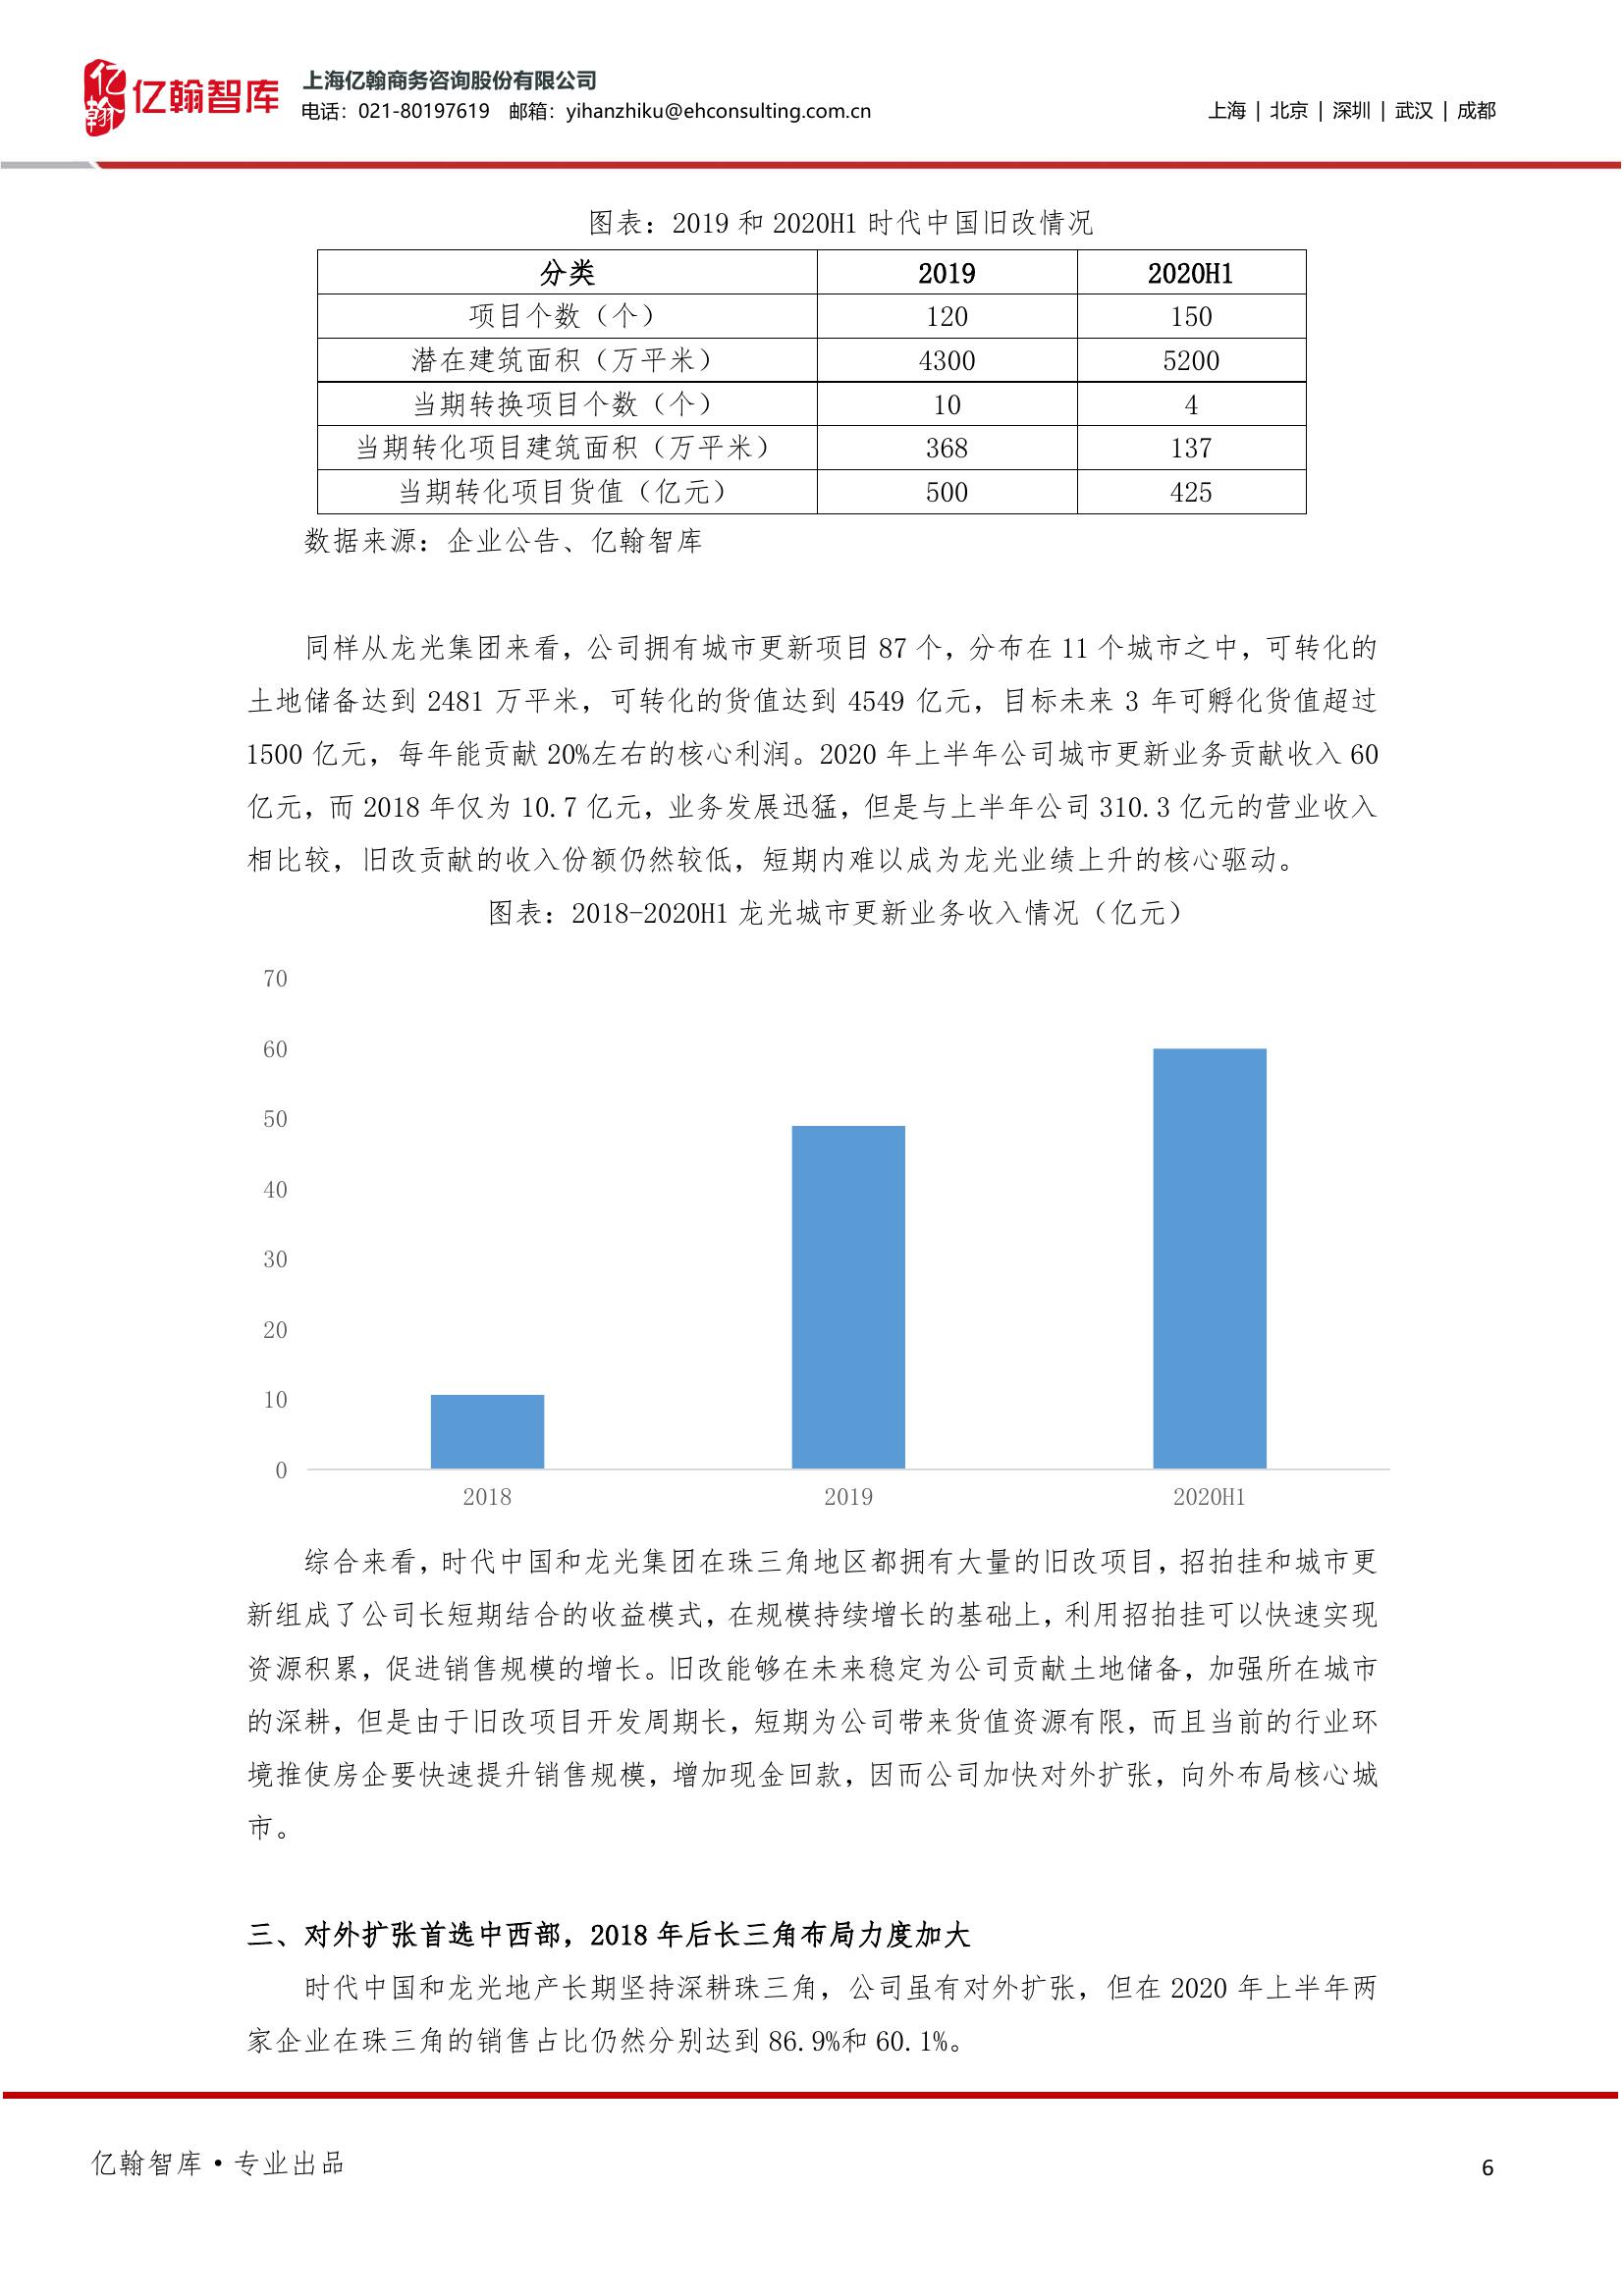 亿翰
亿翰智库
上海亿翰商务咨询股份有限公司
电话：021-80197619 邮箱：yihanzhiku@ehconsulting.com.cn
上海 | 北京 | 深圳 | 武汉 | 成都
图表：2019 和 2020H1 时代中国旧改情况
分类 2019 2020H1
项目个数（个） 120 150
潜在建筑面积（万平米） 4300 5200
当期转换项目个数（个） 10 4
当期转化项目建筑面积（万平米） 368 137
当期转化项目货值（亿元） 500 425
数据来源：企业公告、亿翰智库
同样从龙光集团来看，公司拥有城市更新项目 87 个，分布在 11 个城市之中，可转化的
土地储备达到 2481 万平米，可转化的货值达到 4549 亿元，目标未来 3 年可孵化货值超过
1500 亿元，每年能贡献 20%左右的核心利润。2020 年上半年公司城市更新业务贡献收入 60
亿元，而 2018 年仅为 10.7 亿元，业务发展迅猛，但是与上半年公司 310.3 亿元的营业收入
相比较，旧改贡献的收入份额仍然较低，短期内难以成为龙光业绩上升的核心驱动。
图表：2018-2020H1 龙光城市更新业务收入情况（亿元）
70
60
50
40
30
20
10
0
2018 2019 2020H1
综合来看，时代中国和龙光集团在珠三角地区都拥有大量的旧改项目，招拍挂和城市更
新组成了公司长短期结合的收益模式，在规模持续增长的基础上，利用招拍挂可以快速实现
资源积累，促进销售规模的增长。旧改能够在未来稳定为公司贡献土地储备，加强所在城市
的深耕，但是由于旧改项目开发周期长，短期为公司带来货值资源有限，而且当前的行业环
境推使房企要快速提升销售规模，增加现金回款，因而公司加快对外扩张，向外布局核心城
市。
三、对外扩张首选中西部，2018 年后长三角布局力度加大
时代中国和龙光地产长期坚持深耕珠三角，公司虽有对外扩张，但在 2020 年上半年两
家企业在珠三角的销售占比仍然分别达到 86.9%和 60.1%。
亿翰智库·专业出品
6